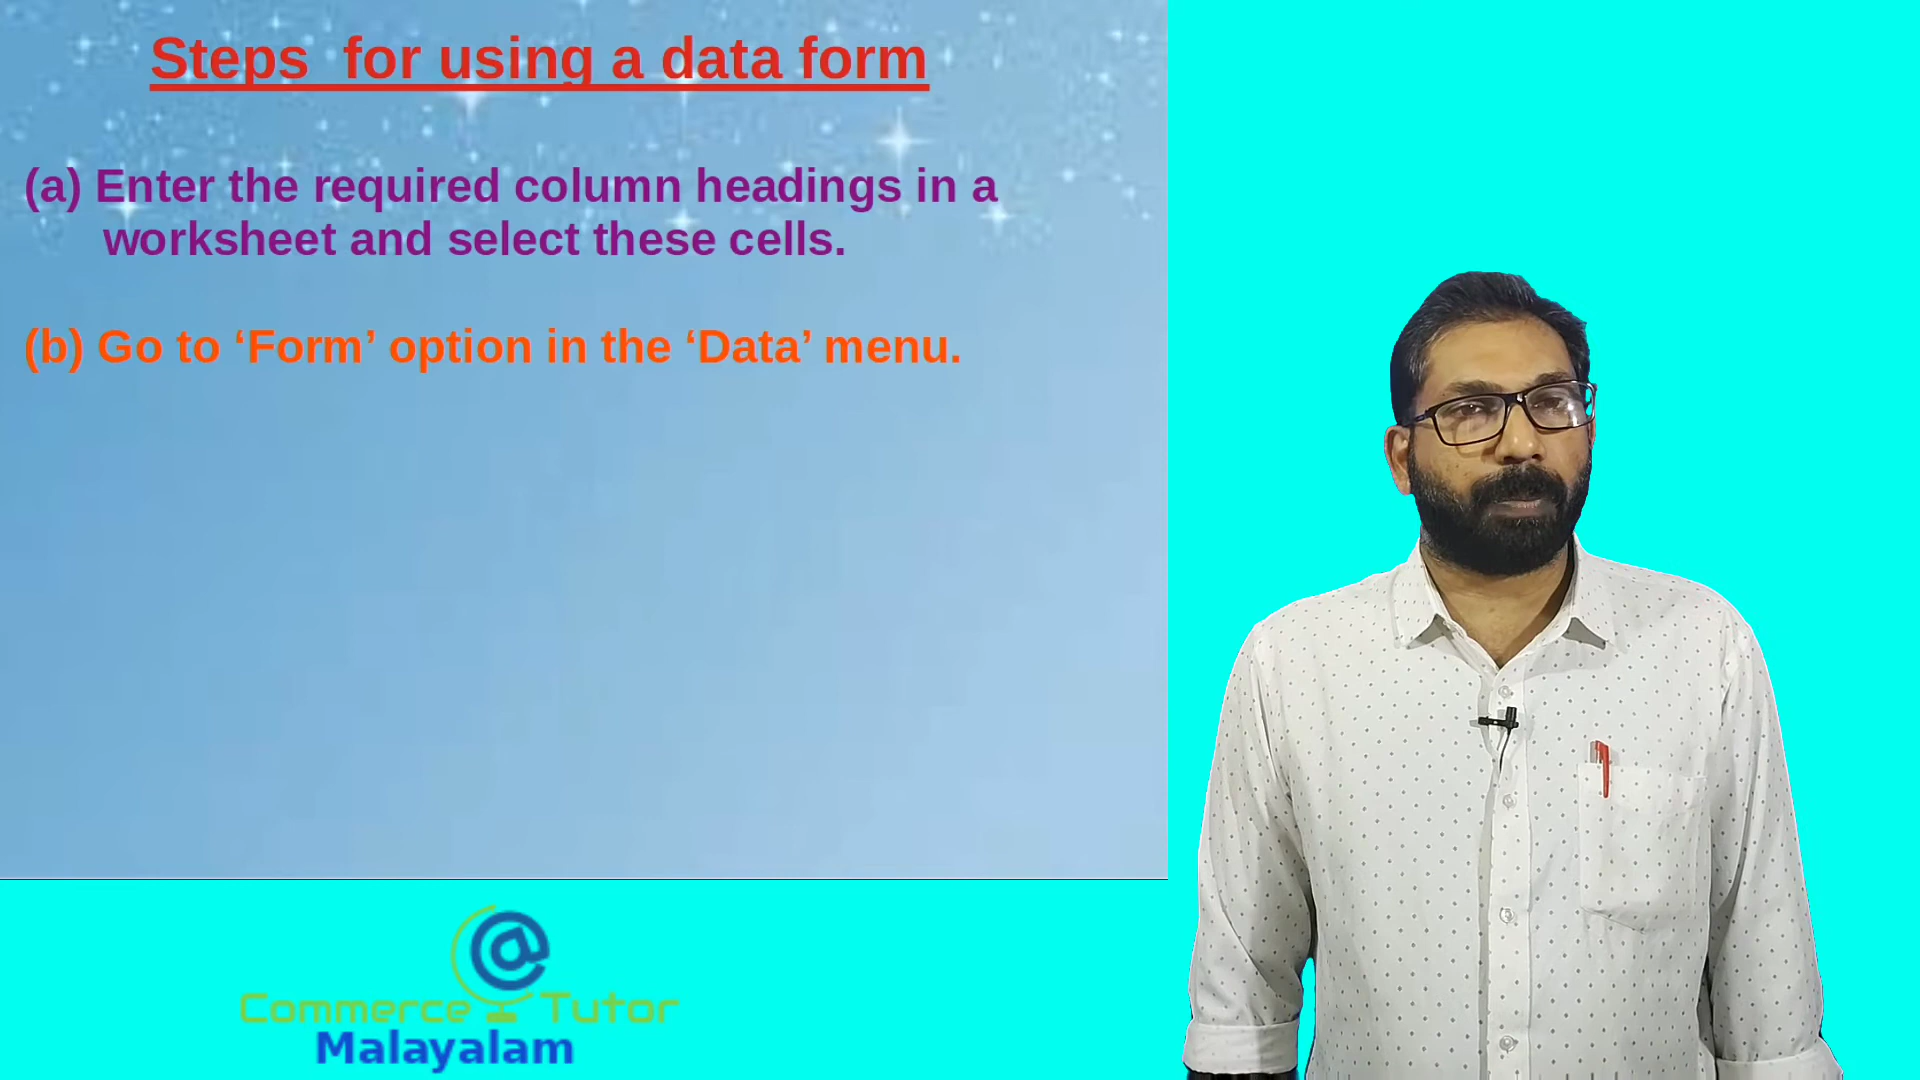 Steps for using a data form
(a) Enter the required column headings in a
worksheet and select these cells.
(b) Go to ‘Form’ option in the ‘Data’ menu.
@
Commerce Tutor
Malayalam